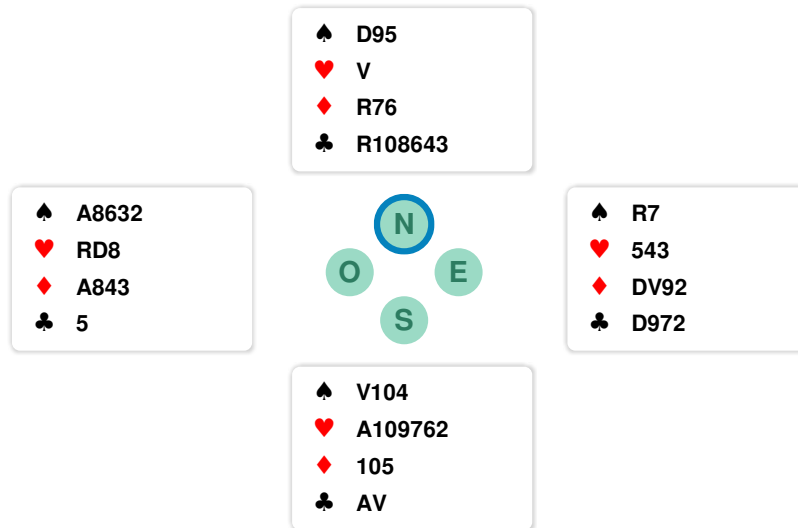 ♠ D95
♥ V
♦ R76
♣ R108643
♠ A8632
♥ RD8
♦ A843
♣ 5
N
O
E
S
♠ R7
♥ 543
♦ DV92
♣ D972
♠ V104
♥ A109762
♦ 105
♣ AV